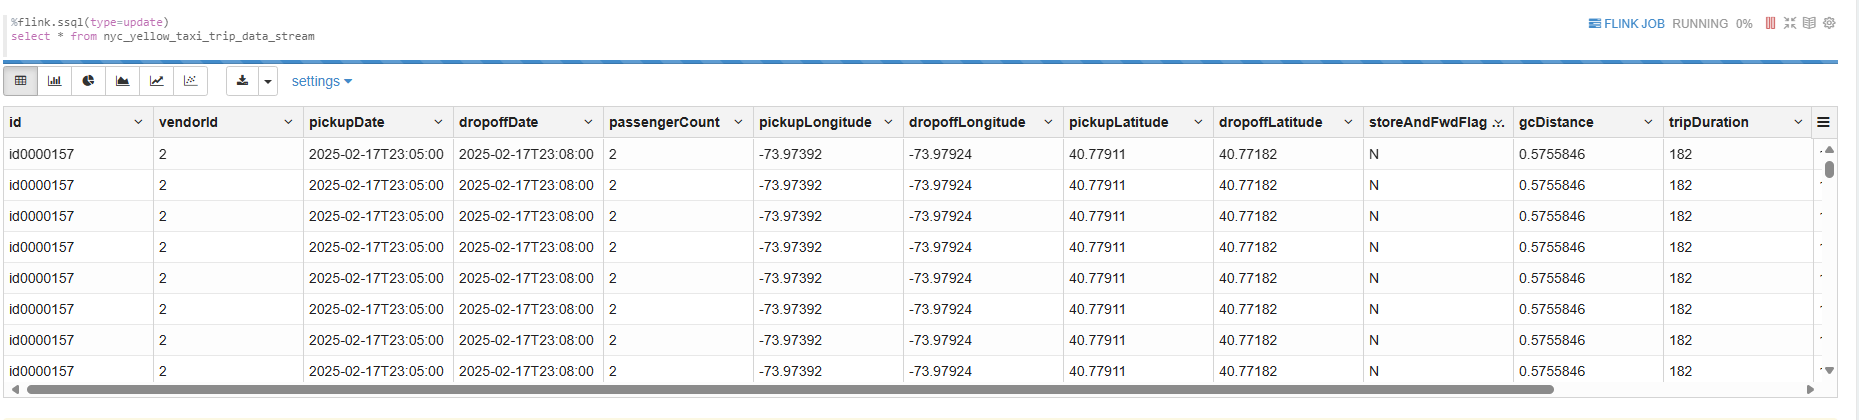 %flink.ssql(type=update)
select * from nyc_yellow_taxi_trip_data_stream
FLINK JOB RUNNING 0%
settings
id vendorId pickupDate dropoffDate passengerCount pickupLongitude dropoffLongitude pickupLatitude dropoffLatitude storeAndFwdFlag ... gcDistance tripDuration
id0000157 2 2025-02-17T23:05:00 2025-02-17T23:08:00 2 -73.97392 -73.97924 40.77911 40.77182 N 0.5755846 182
id0000157 2 2025-02-17T23:05:00 2025-02-17T23:08:00 2 -73.97392 -73.97924 40.77911 40.77182 N 0.5755846 182
id0000157 2 2025-02-17T23:05:00 2025-02-17T23:08:00 2 -73.97392 -73.97924 40.77911 40.77182 N 0.5755846 182
id0000157 2 2025-02-17T23:05:00 2025-02-17T23:08:00 2 -73.97392 -73.97924 40.77911 40.77182 N 0.5755846 182
id0000157 2 2025-02-17T23:05:00 2025-02-17T23:08:00 2 -73.97392 -73.97924 40.77911 40.77182 N 0.5755846 182
id0000157 2 2025-02-17T23:05:00 2025-02-17T23:08:00 2 -73.97392 -73.97924 40.77911 40.77182 N 0.5755846 182
id0000157 2 2025-02-17T23:05:00 2025-02-17T23:08:00 2 -73.97392 -73.97924 40.77911 40.77182 N 0.5755846 182
id0000157 2 2025-02-17T23:05:00 2025-02-17T23:08:00 2 -73.97392 -73.97924 40.77911 40.77182 N 0.5755846 182